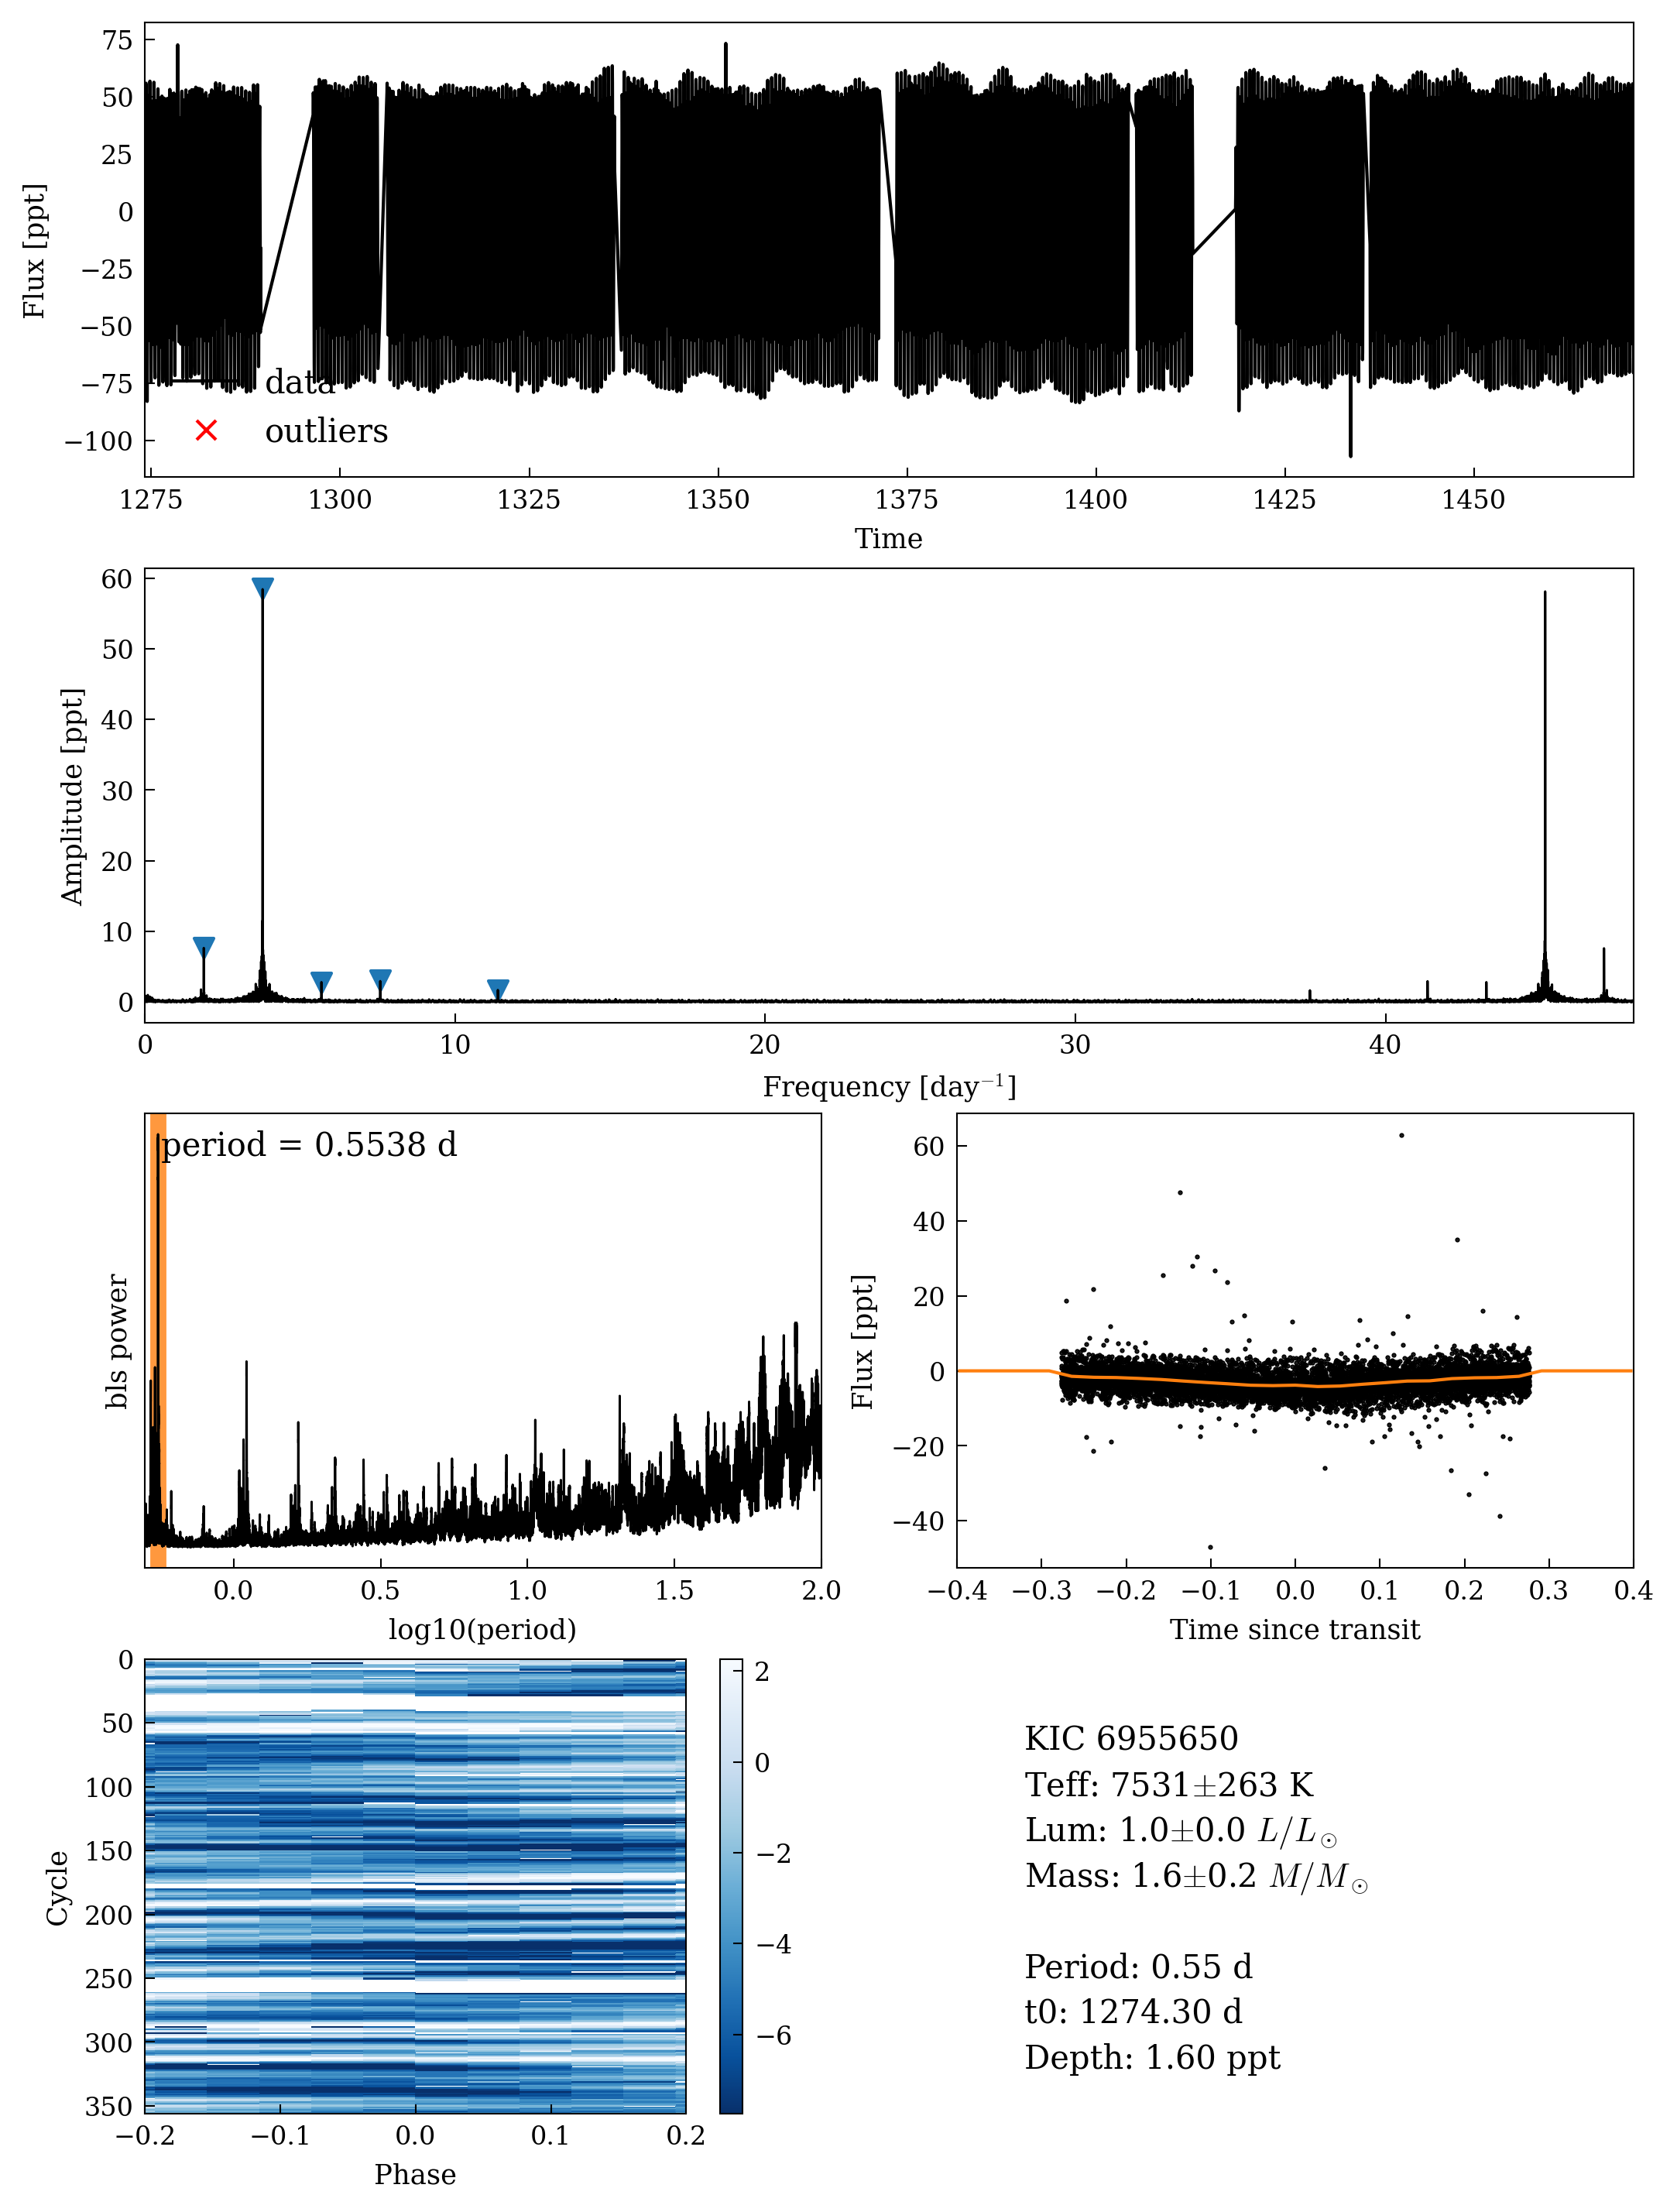 75
50
25
0
−25
−50
−75
−100
Flux [ppt]
data
outliers
1275 1300 1325 1350 1375 1400 1425 1450
Time
60
50
40
30
20
10
0
Amplitude [ppt]
0 10 20 30 40
Frequency [day⁻¹]
period = 0.5538 d
bls power
0.0 0.5 1.0 1.5 2.0
log10(period)
60
40
20
0
−20
−40
Flux [ppt]
−0.4 −0.3 −0.2 −0.1 0.0 0.1 0.2 0.3 0.4
Time since transit
0
50
100
150
200
250
300
350
Cycle
−0.2 −0.1 0.0 0.1 0.2
Phase
2
0
−2
−4
−6
KIC 6955650
Teff: 7531±263 K
Lum: 1.0±0.0 L/L⊙
Mass: 1.6±0.2 M/M⊙
Period: 0.55 d
t0: 1274.30 d
Depth: 1.60 ppt